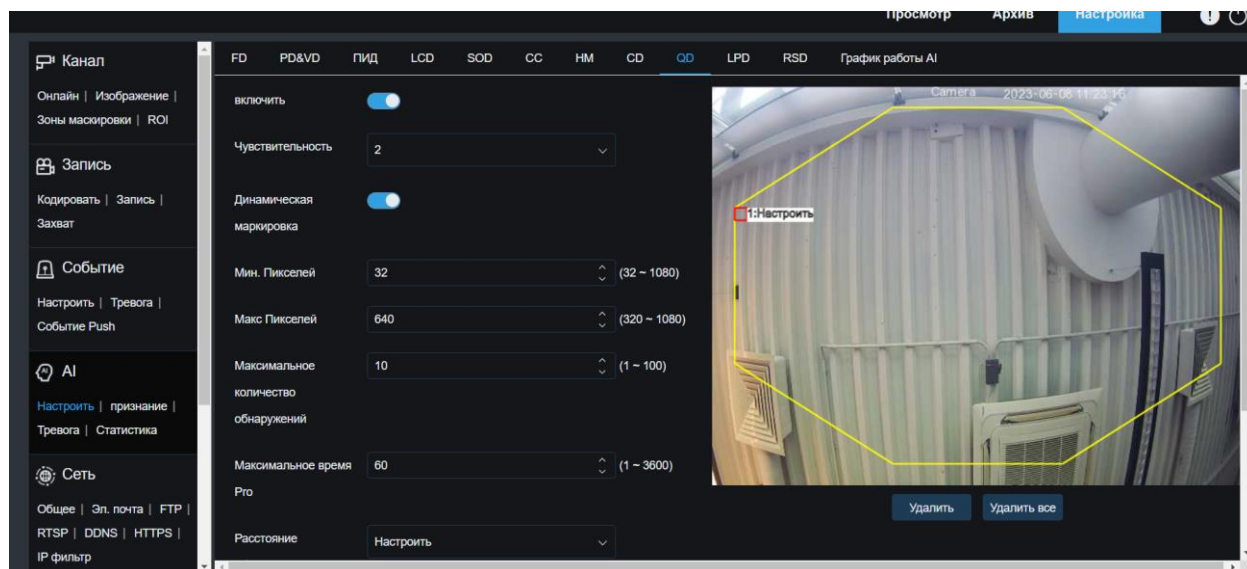 Просмотр Архив Настройка
Канал
Онлайн | Изображение |
Зоны маскировки | ROI
Запись
Кодировать | Запись |
Захват
Событие
Настроить | Тревога |
Событие Push
AI
Настроить | признание |
Тревога | Статистика
Сеть
Общее | Эл. почта | FTP |
RTSP | DDNS | HTTPS |
IP фильтр
FD PD&VD ПИД LCD SOD CC HM CD QD LPD RSD График работы AI
включить
Чувствительность 2
Динамическая
маркировка
Мин. Пикселей 32 (32 ~ 1080)
Макс Пикселей 640 (320 ~ 1080)
Максимальное 10 (1 ~ 100)
количество
обнаружений
Максимальное время 60 (1 ~ 3600)
Pro
Расстояние Настроить
Camera 2023-06-06 11:23:16
1:Настроить
Удалить Удалить все